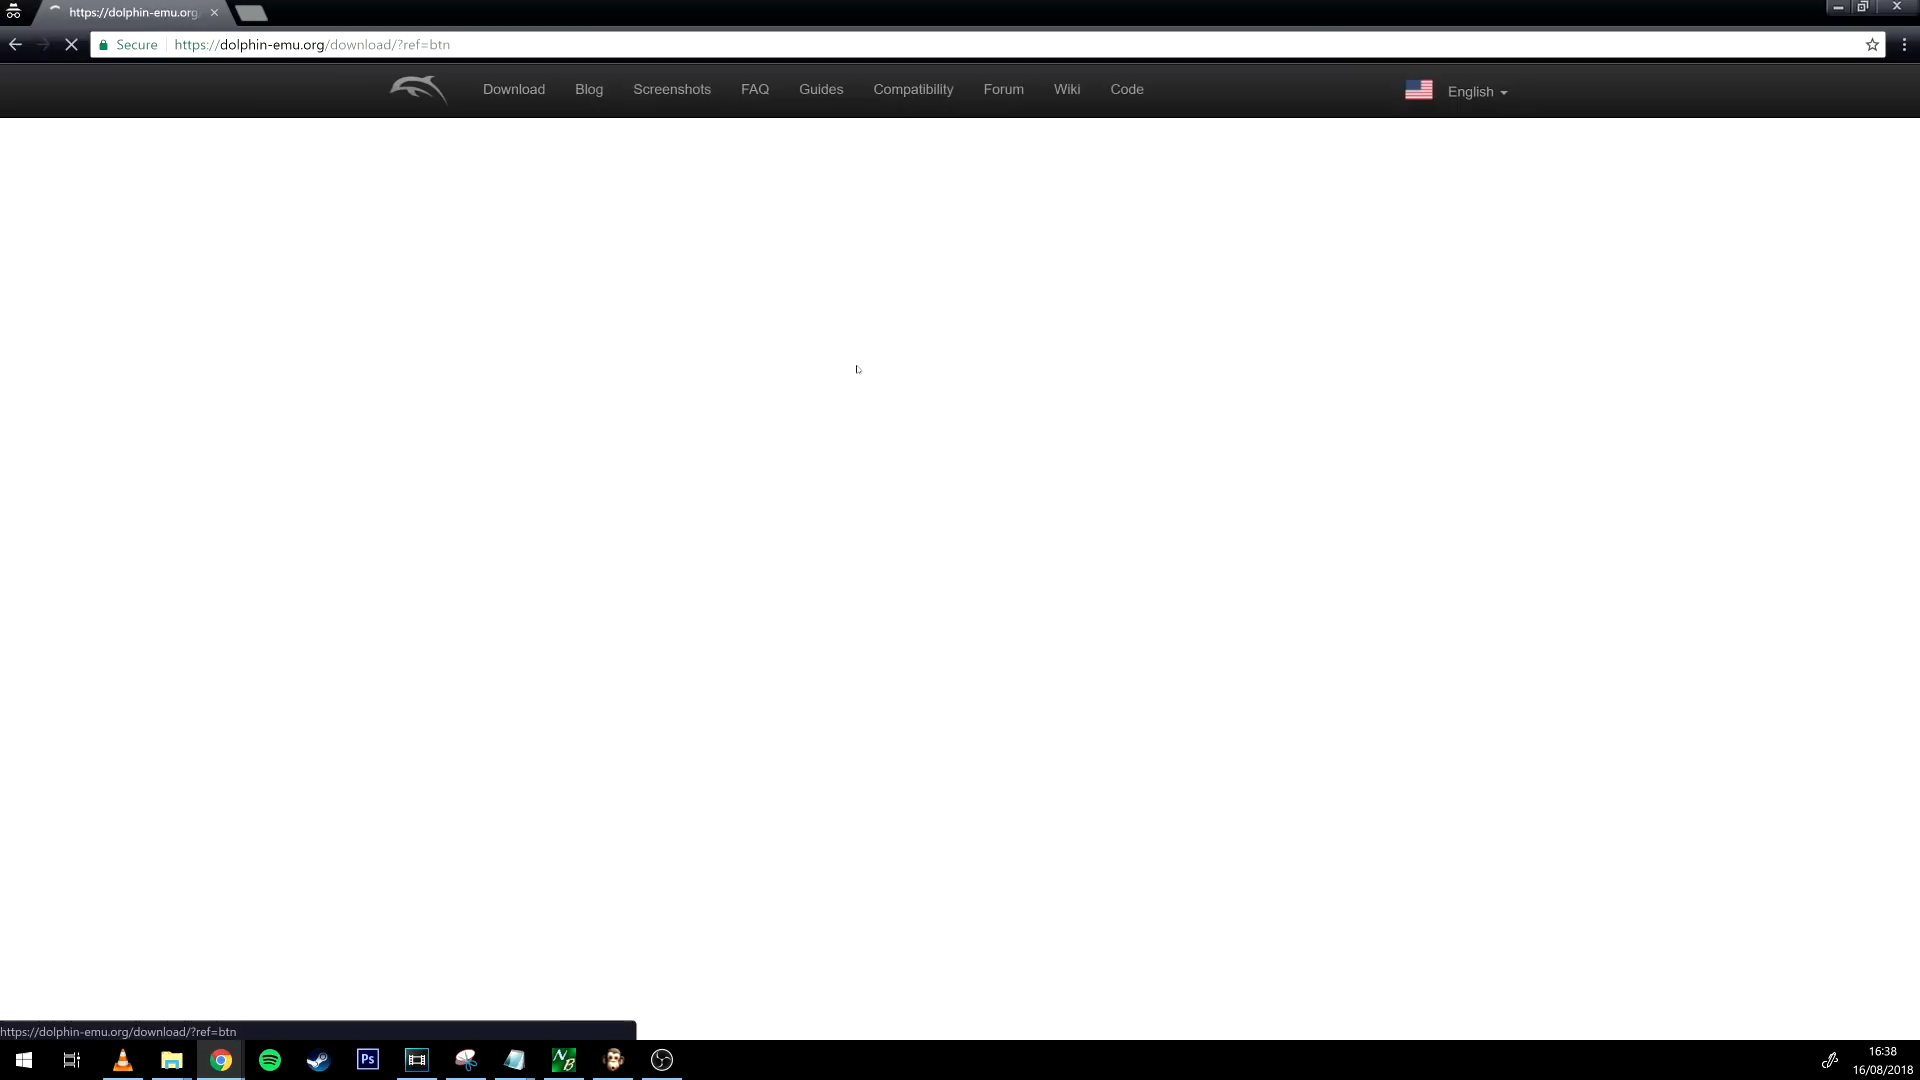 https://dolphin-emu.org
Secure https://dolphin-emu.org/download/?ref=btn
Download Blog Screenshots FAQ Guides Compatibility Forum Wiki Code English
https://dolphin-emu.org/download/?ref=btn
Ps NB
16:38
16/08/2018